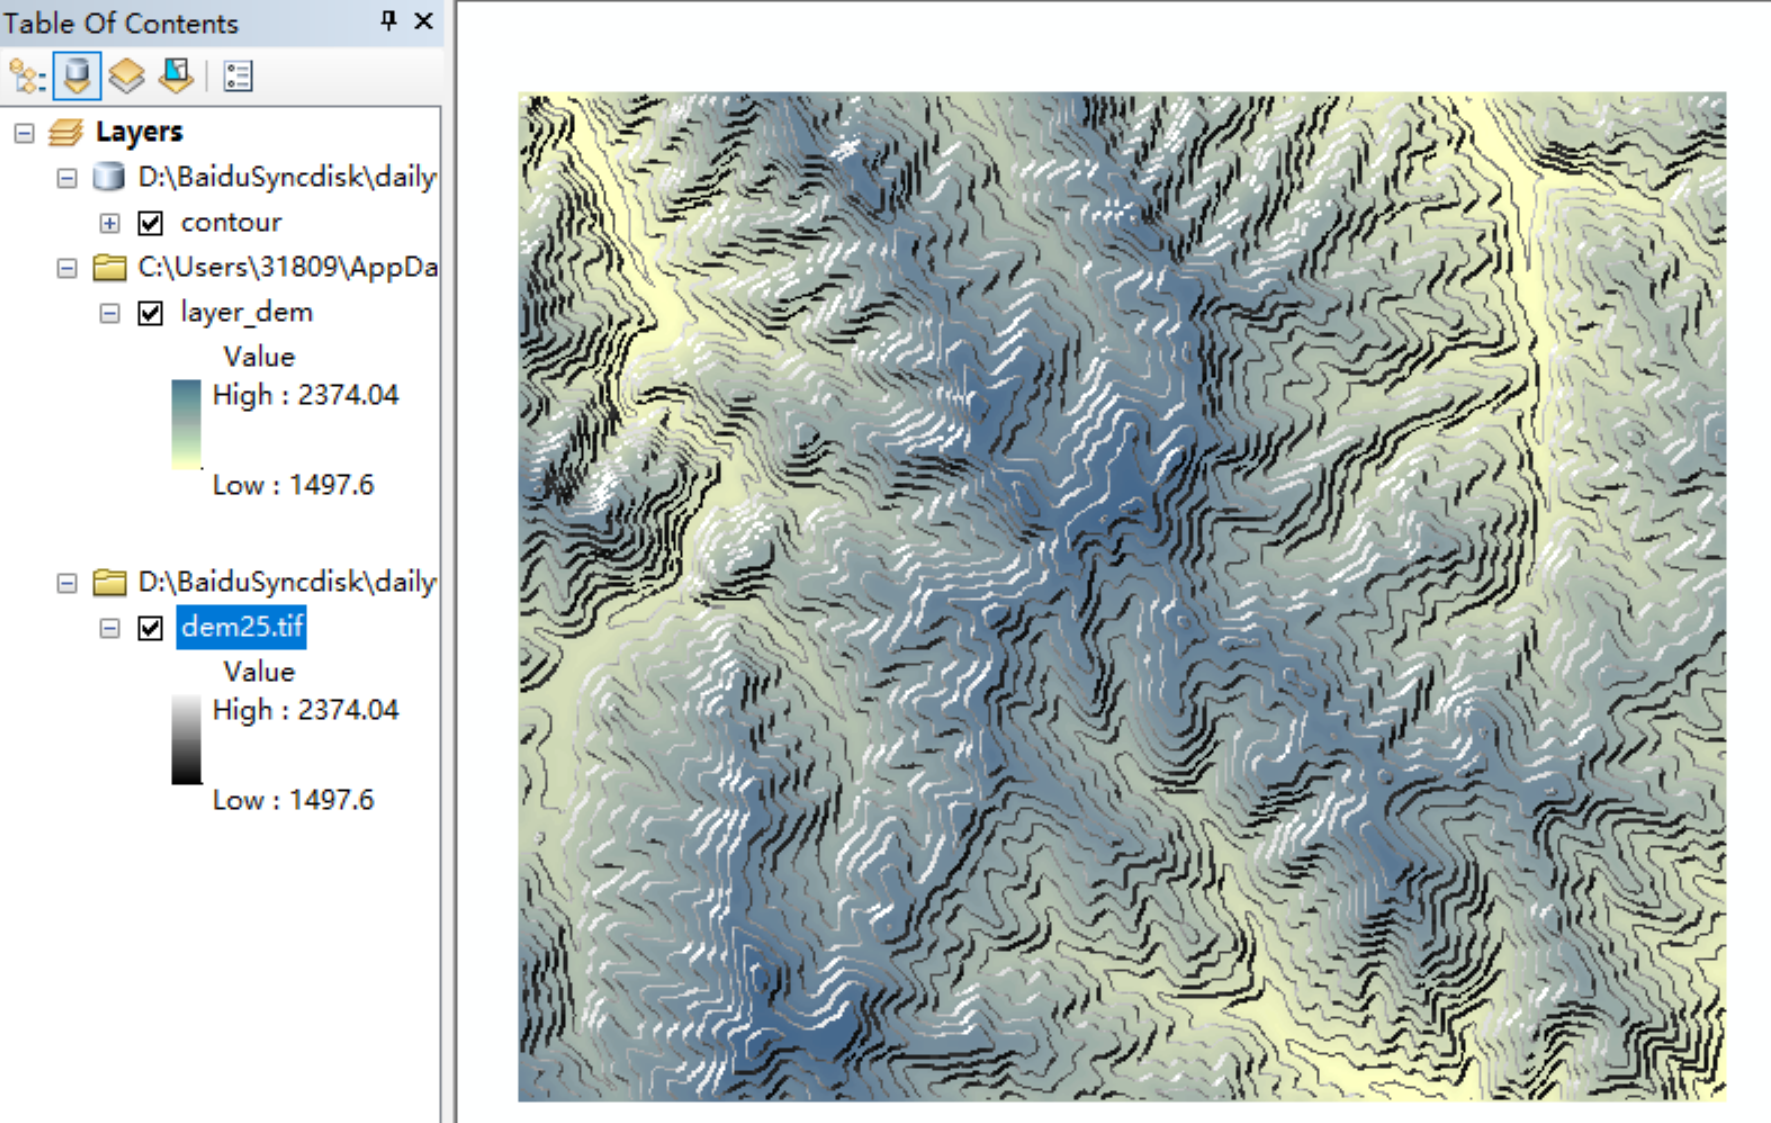 Table Of Contents
Layers
D:\BaiduSyncdisk\daily
contour
C:\Users\31809\AppDa
layer_dem
Value
High : 2374.04
Low : 1497.6
D:\BaiduSyncdisk\daily
dem25.tif
Value
High : 2374.04
Low : 1497.6